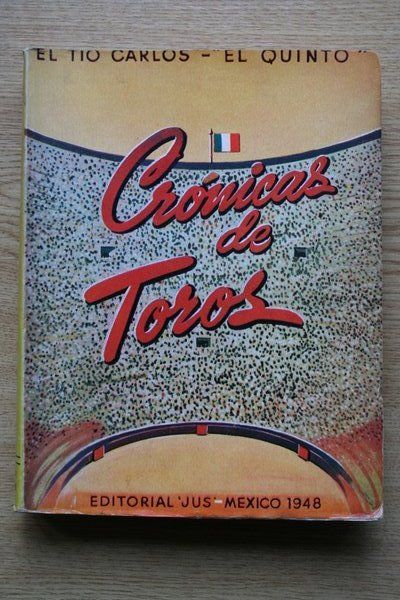 EL TIO CARLOS - "EL QUINTO"
Crónicas
de
Toros
EDITORIAL 'JUS' - MEXICO 1948